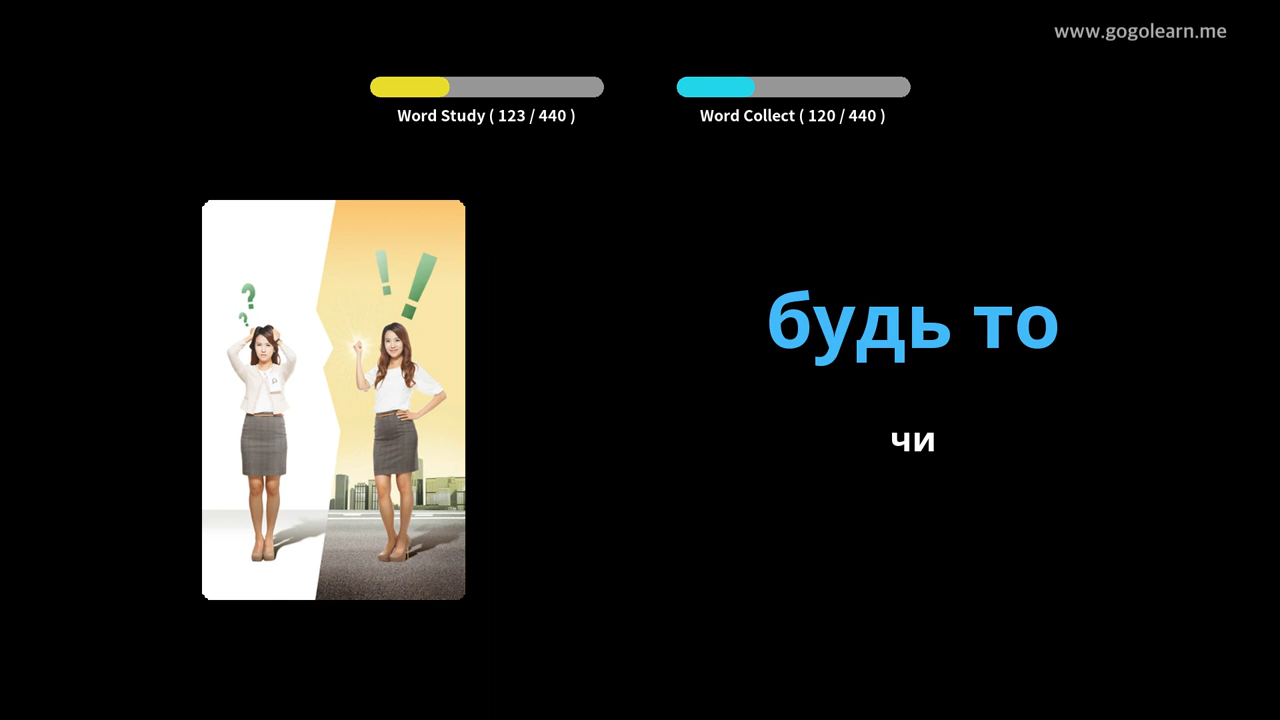 www.gogolearn.me
Word Study ( 123 / 440 )
Word Collect ( 120 / 440 )
? ?
! !
будь то
чи